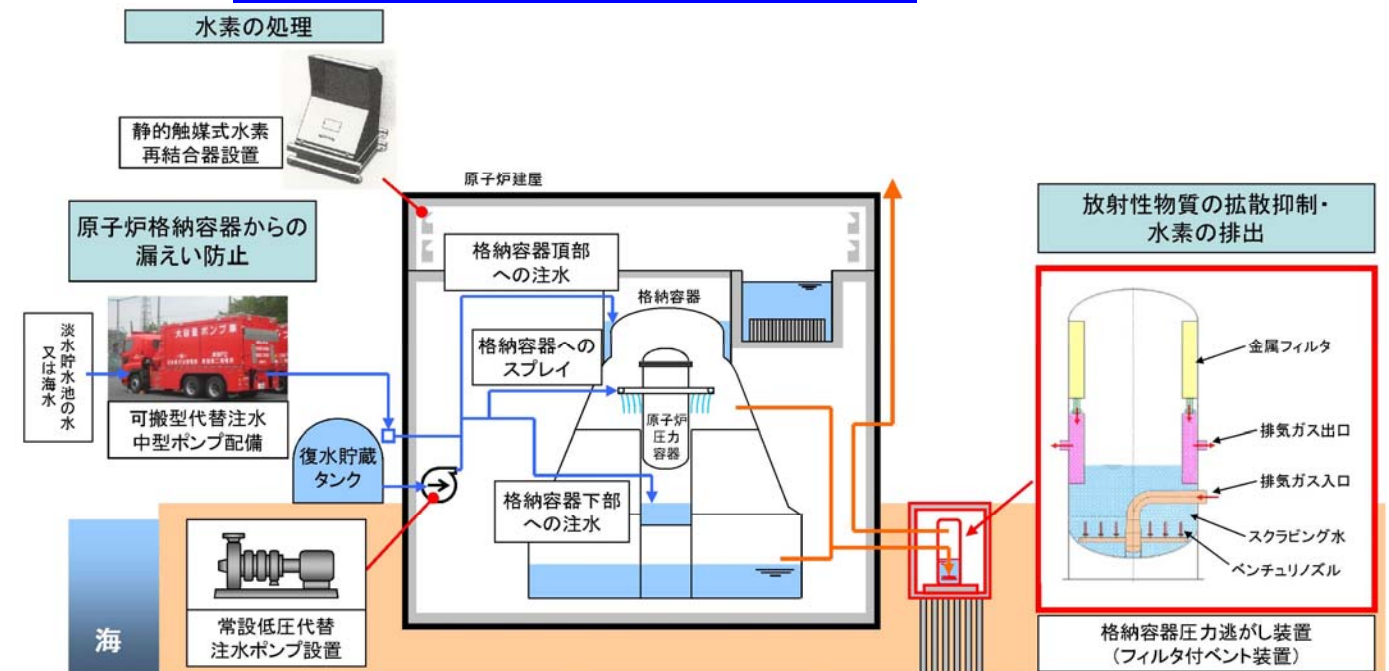 水素の処理
静的触媒式水素
再結合器設置
原子炉建屋
原子炉格納容器からの
漏えい防止
放射性物質の拡散抑制・
水素の排出
格納容器頂部
への注水
格納容器
淡水貯水池の水
又は海水
大容量ポンプ車
可搬型代替注水
中型ポンプ配備
格納容器への
スプレイ
原子炉
圧力
容器
復水貯蔵
タンク
格納容器下部
への注水
金属フィルタ
排気ガス出口
排気ガス入口
スクラビング水
ベンチュリノズル
海
常設低圧代替
注水ポンプ設置
格納容器圧力逃がし装置
(フィルタ付ベント装置)